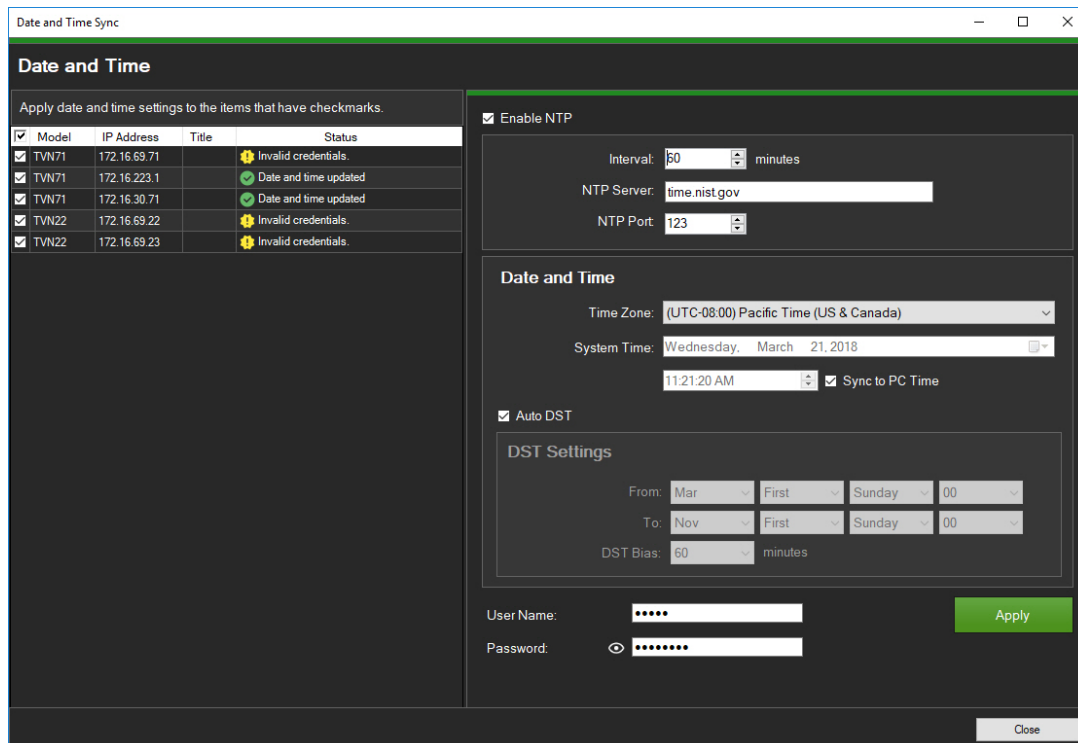 Date and Time Sync
Date and Time
Apply date and time settings to the items that have checkmarks.
Model IP Address Title Status
TVN71 172.16.69.71 Invalid credentials.
TVN71 172.16.223.1 Date and time updated
TVN71 172.16.30.71 Date and time updated
TVN22 172.16.69.22 Invalid credentials.
TVN22 172.16.69.23 Invalid credentials.
Enable NTP
Interval: 60 minutes
NTP Server: time.nist.gov
NTP Port: 123
Date and Time
Time Zone: (UTC-08:00) Pacific Time (US & Canada)
System Time: Wednesday, March 21, 2018
11:21:20 AM Sync to PC Time
Auto DST
DST Settings
From: Mar First Sunday 00
To: Nov First Sunday 00
DST Bias: 60 minutes
User Name: •••••
Apply
Password: ••••••••
Close